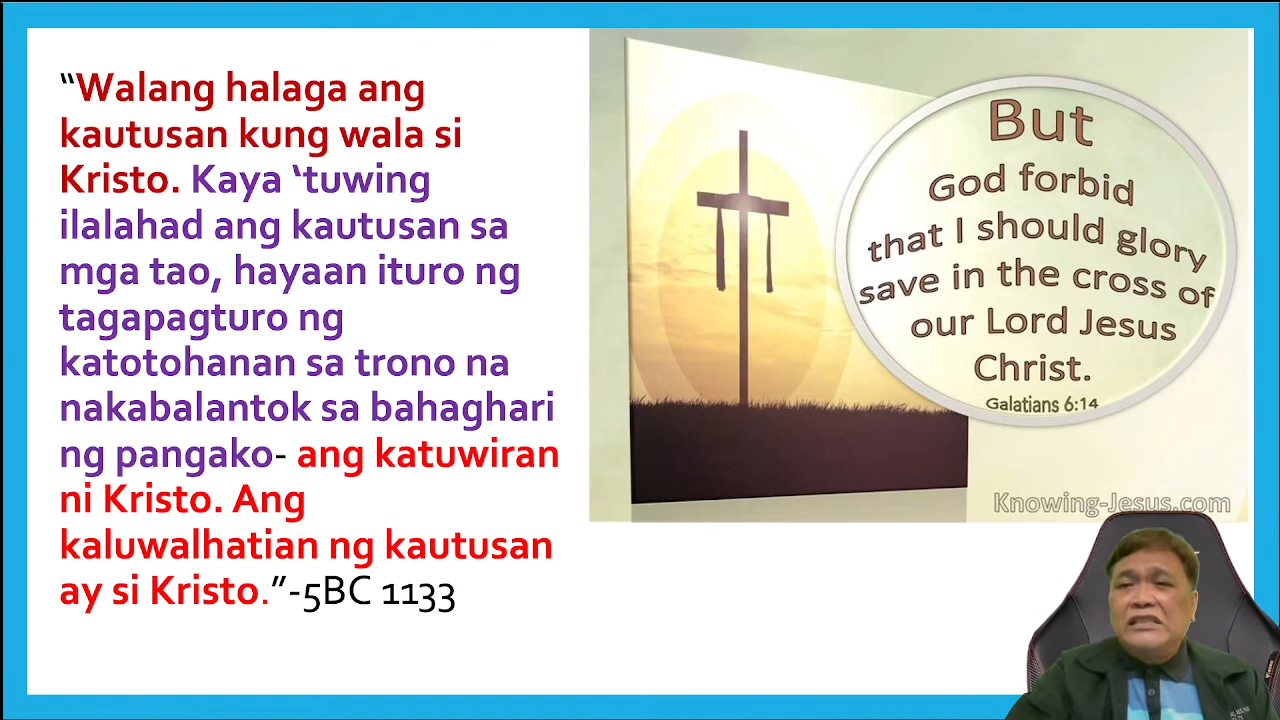 “Walang halaga ang
kautusan kung wala si
Kristo. Kaya ‘tuwing
ilalahad ang kautusan sa
mga tao, hayaan ituro ng
tagapagturo ng
katotohanan sa trono na
nakabalantok sa bahaghari
ng pangako- ang katuwiran
ni Kristo. Ang
kaluwalhatian ng kautusan
ay si Kristo.”-5BC 1133
But
God forbid
that I should glory
save in the cross of
our Lord Jesus
Christ.
Galatians 6:14
Knowing-Jesus.com